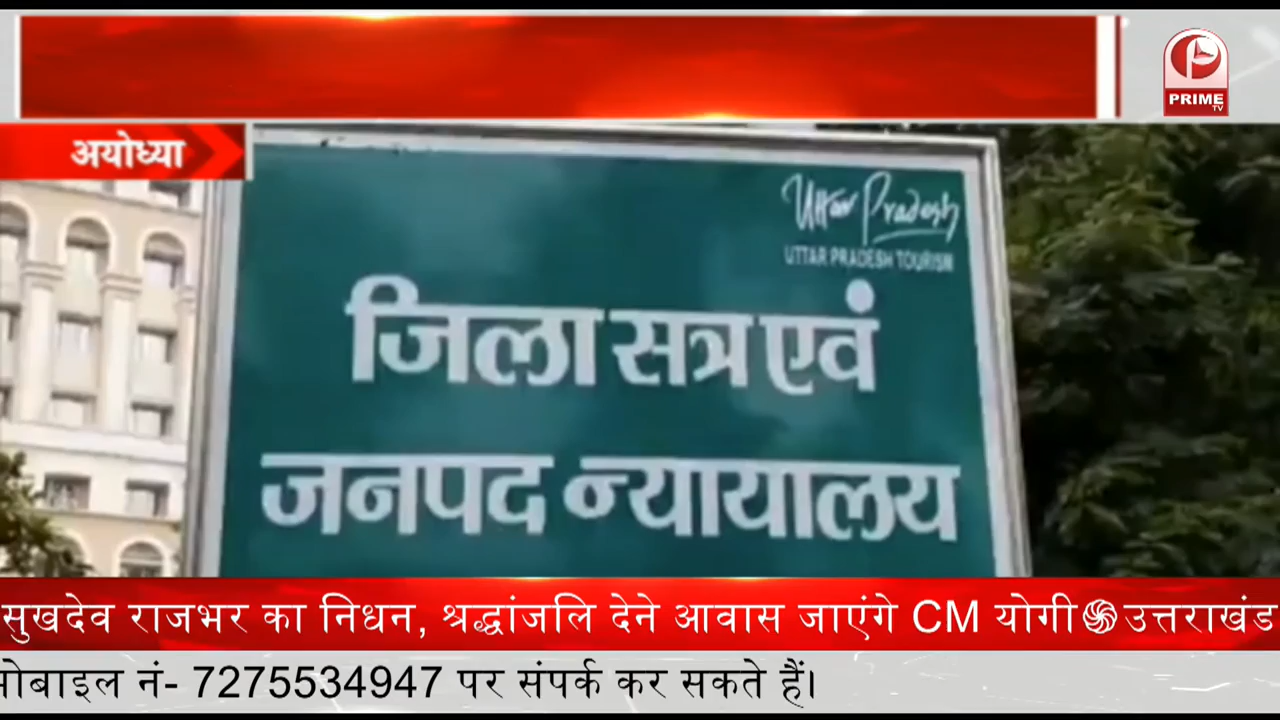 PRIME
TV
अयोध्या
Uttar Pradesh
UTTAR PRADESH TOURISM
जिला सत्र एवं
जनपद न्यायालय
सुखदेव राजभर का निधन, श्रद्धांजलि देने आवास जाएंगे CM योगी उत्तराखंड
मोबाइल नं- 7275534947 पर संपर्क कर सकते हैं।